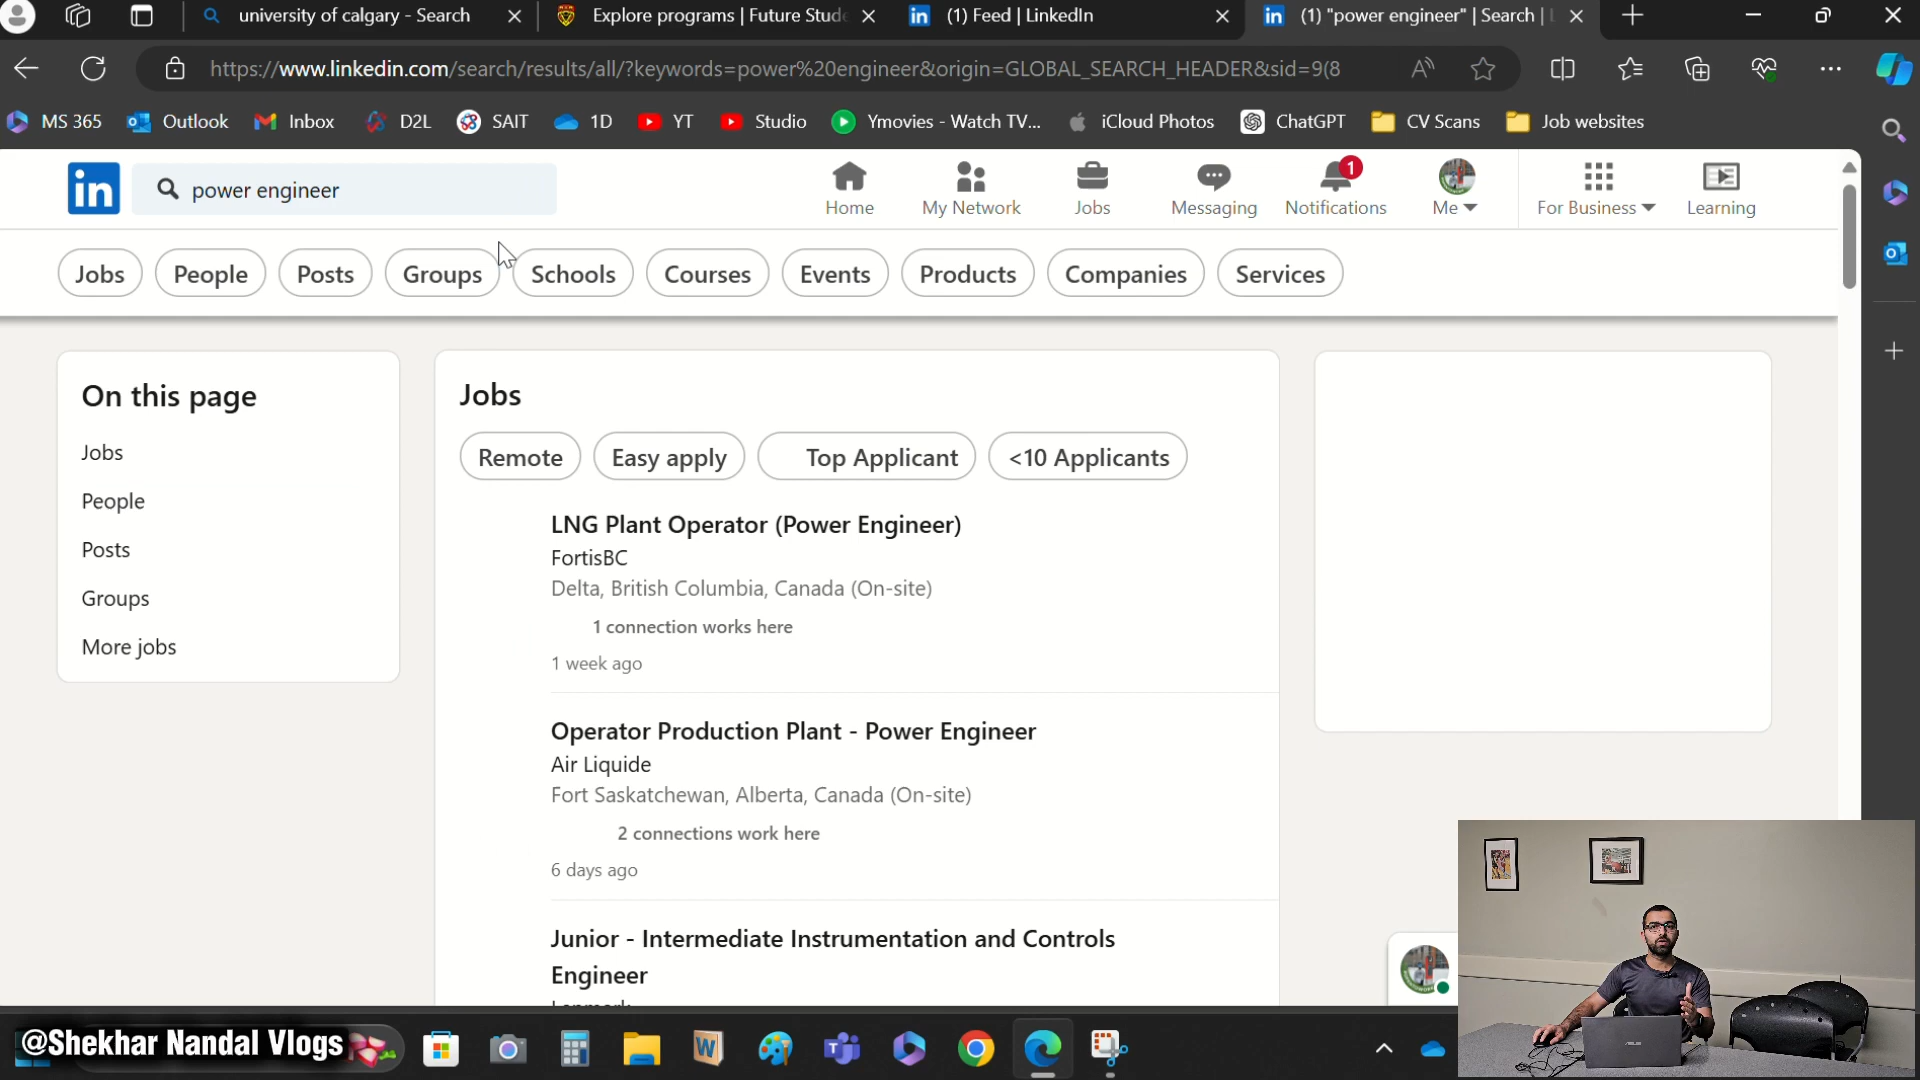 university of calgary - Search
Explore programs | Future Stude
(1) Feed | LinkedIn
(1) "power engineer" | Search |
https://www.linkedin.com/search/results/all/?keywords=power%20engineer&origin=GLOBAL_SEARCH_HEADER&sid=9(8
MS 365
Outlook
Inbox
D2L
SAIT
1D
YT
Studio
Ymovies - Watch TV...
iCloud Photos
ChatGPT
CV Scans
Job websites
in
power engineer
Home
My Network
Jobs
Messaging
1
Notifications
Me
For Business
Learning
Jobs
People
Posts
Groups
Schools
Courses
Events
Products
Companies
Services
On this page
Jobs
People
Posts
Groups
More jobs
Jobs
Remote
Easy apply
Top Applicant
<10 Applicants
LNG Plant Operator (Power Engineer)
FortisBC
Delta, British Columbia, Canada (On-site)
1 connection works here
1 week ago
Operator Production Plant - Power Engineer
Air Liquide
Fort Saskatchewan, Alberta, Canada (On-site)
2 connections work here
6 days ago
Junior - Intermediate Instrumentation and Controls
Engineer
@Shekhar Nandal Vlogs
ASUS